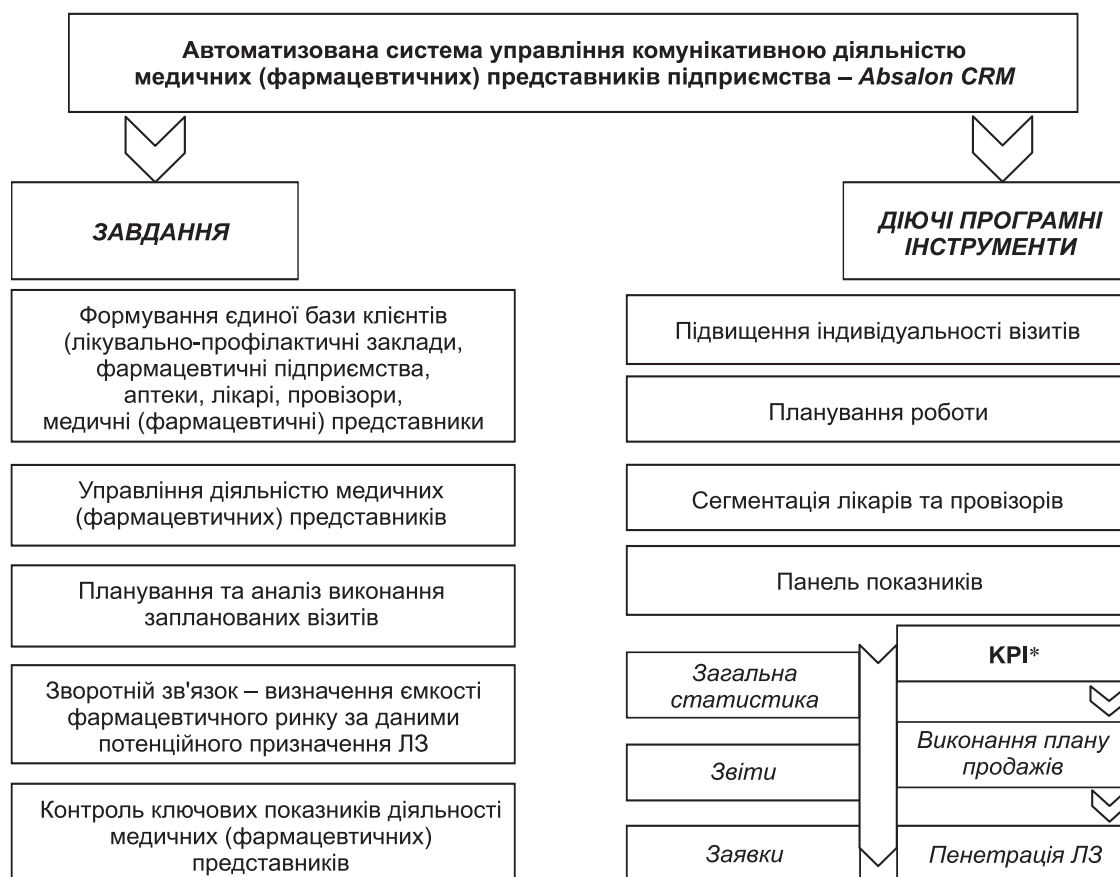 Автоматизована система управління комунікативною діяльністю
медичних (фармацевтичних) представників підприємства – Absalon CRM
ЗАВДАННЯ
Формування єдиної бази клієнтів
(лікувально-профілактичні заклади,
фармацевтичні підприємства,
аптеки, лікарі, провізори,
медичні (фармацевтичні) представники
Управління діяльністю медичних
(фармацевтичних) представників
Планування та аналіз виконання
запланованих візитів
Зворотній зв'язок – визначення ємкості
фармацевтичного ринку за даними
потенційного призначення ЛЗ
Контроль ключових показників діяльності
медичних (фармацевтичних)
представників
ДІЮЧІ ПРОГРАМНІ
ІНСТРУМЕНТИ
Підвищення індивідуальності візитів
Планування роботи
Сегментація лікарів та провізорів
Панель показників
Загальна
статистика
Звіти
Заявки
KPI*
Виконання плану
продажів
Пенетрація ЛЗ